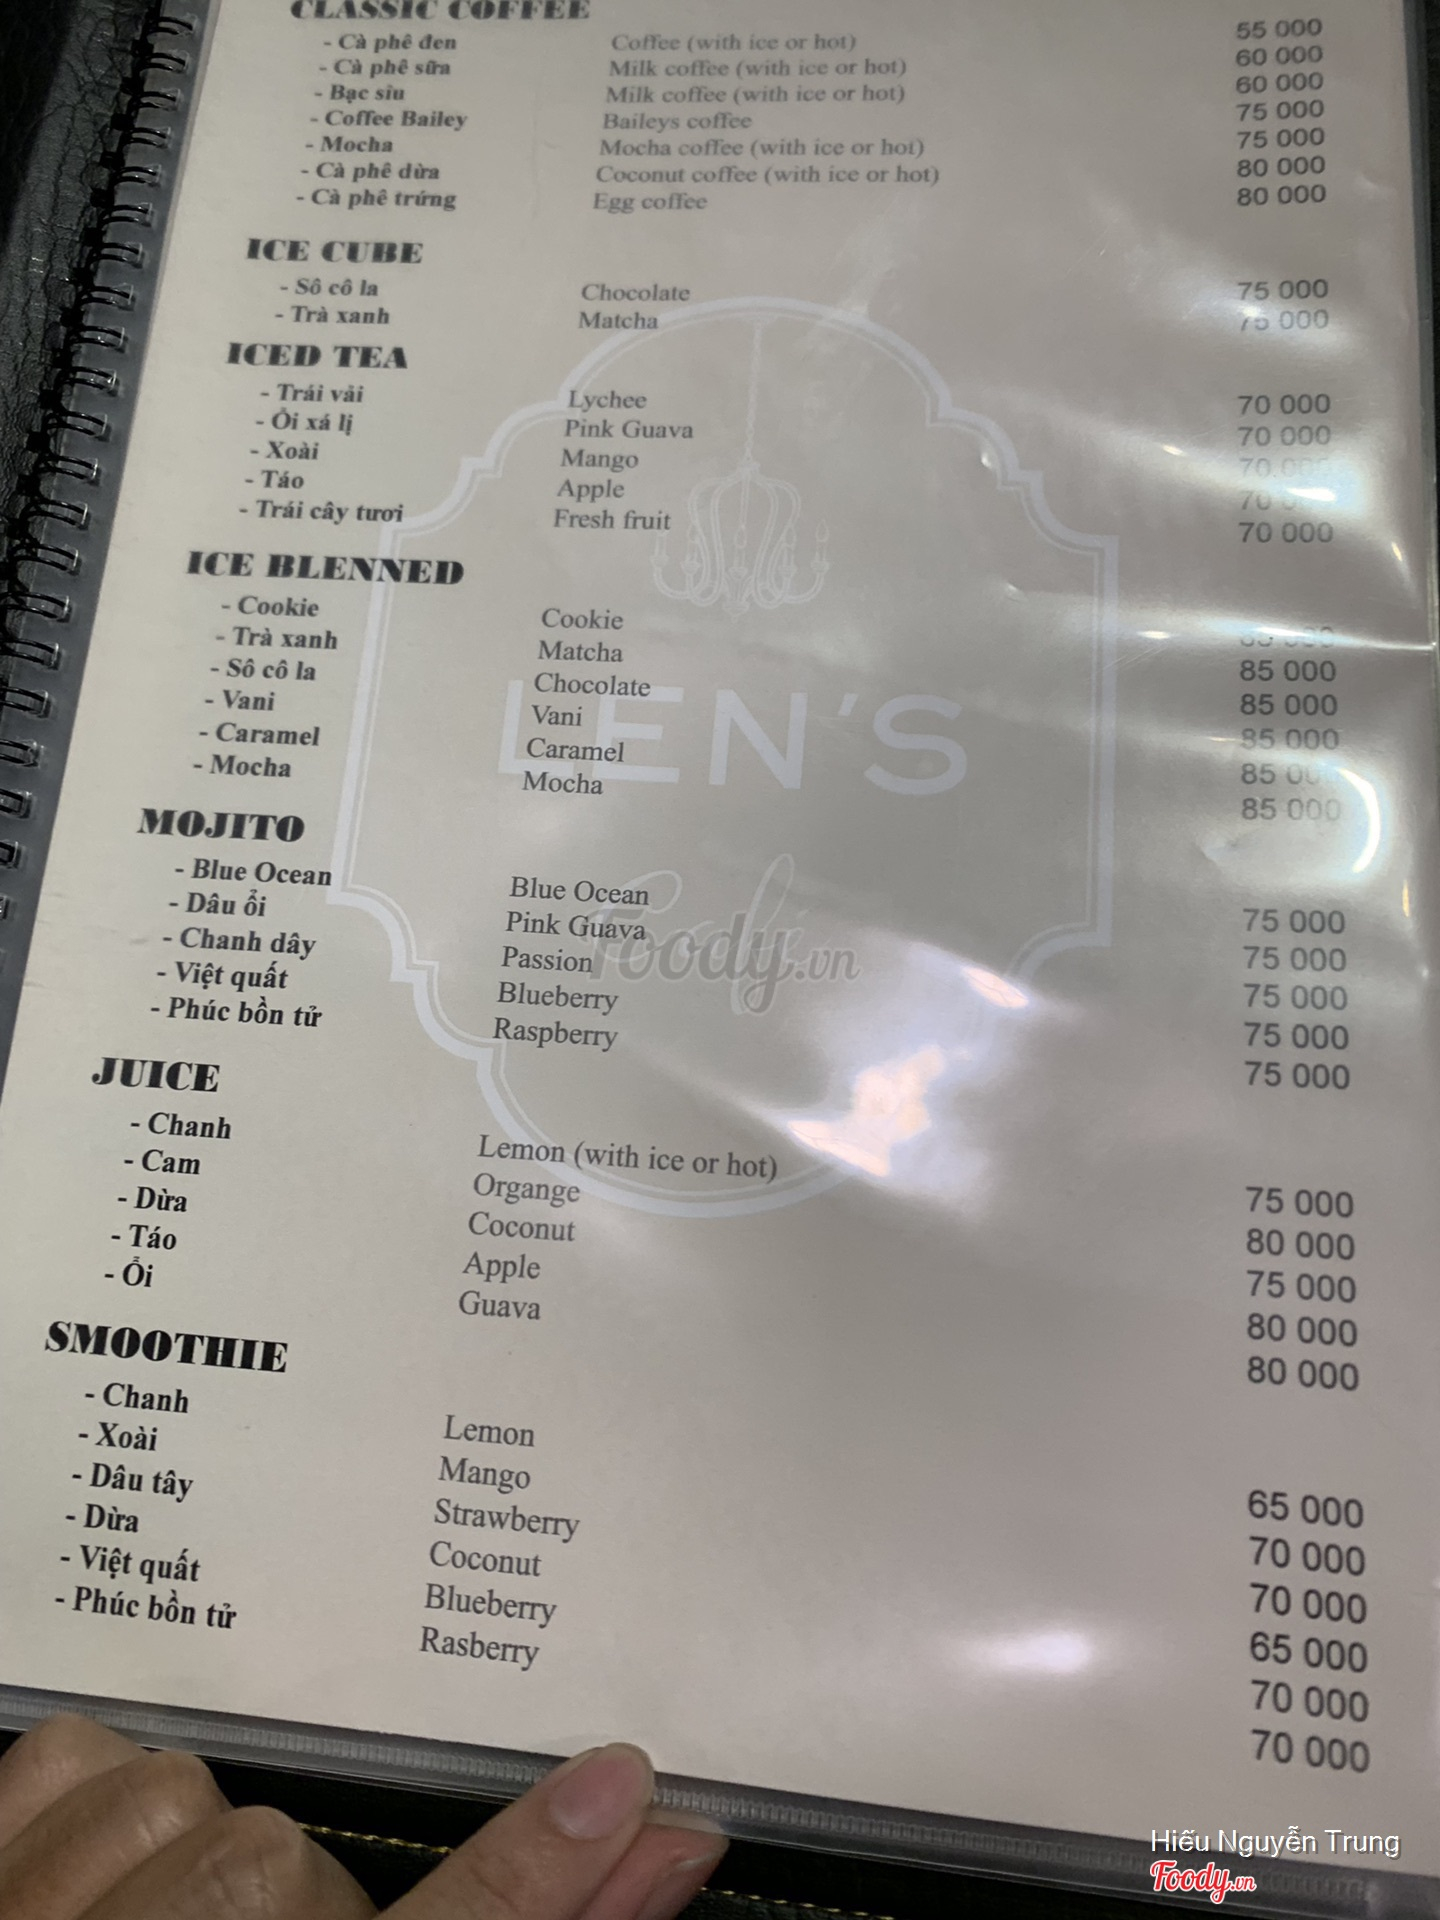 CLASSIC COFFEE
- Cà phê đen Coffee (with ice or hot) 55 000
- Cà phê sữa Milk coffee (with ice or hot) 60 000
- Bạc sỉu Milk coffee (with ice or hot) 60 000
- Coffee Bailey Baileys coffee 75 000
- Mocha Mocha coffee (with ice or hot) 75 000
- Cà phê dừa Coconut coffee (with ice or hot) 80 000
- Cà phê trứng Egg coffee 80 000
ICE CUBE
- Sô cô la Chocolate 75 000
- Trà xanh Matcha 75 000
ICED TEA
- Trái vải Lychee 70 000
- Ổi xá lị Pink Guava 70 000
- Xoài Mango 70 000
- Táo Apple 70
- Trái cây tươi Fresh fruit 70 000
ICE BLENNED
- Cookie Cookie 85 000
- Trà xanh Matcha 85 000
- Sô cô la Chocolate 85 000
- Vani Vani 85 000
- Caramel Caramel 85 000
- Mocha Mocha 85 000
LEN'S
MOJITO
- Blue Ocean Blue Ocean 75 000
- Dâu ổi Pink Guava 75 000
- Chanh dây Passion 75 000
- Việt quất Blueberry 75 000
- Phúc bồn tử Raspberry 75 000
Foody.vn
JUICE
- Chanh Lemon (with ice or hot) 75 000
- Cam Organge 80 000
- Dừa Coconut 75 000
- Táo Apple 80 000
- Ổi Guava 80 000
SMOOTHIE
- Chanh Lemon 65 000
- Xoài Mango 70 000
- Dâu tây Strawberry 70 000
- Dừa Coconut 65 000
- Việt quất Blueberry 70 000
- Phúc bồn tử Rasberry 70 000
Hiếu Nguyễn Trung
Foody.vn